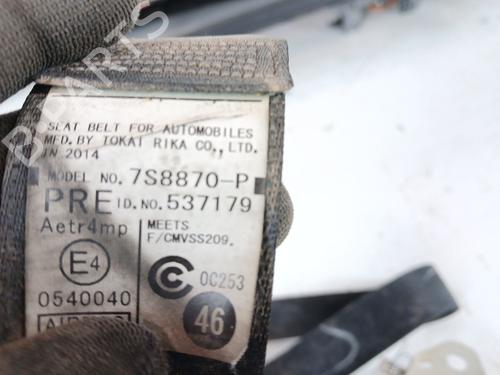 SEAT BELT FOR AUTOMOBILES
MFD. BY TOKAI RIKA CO., LTD.
IN 2014
MODEL NO. 7S8870-P
PRE ID.NO. 537179
Aetr4mp
MEETS
F/CMVSS209.
E4
C
0C253
0540040
46